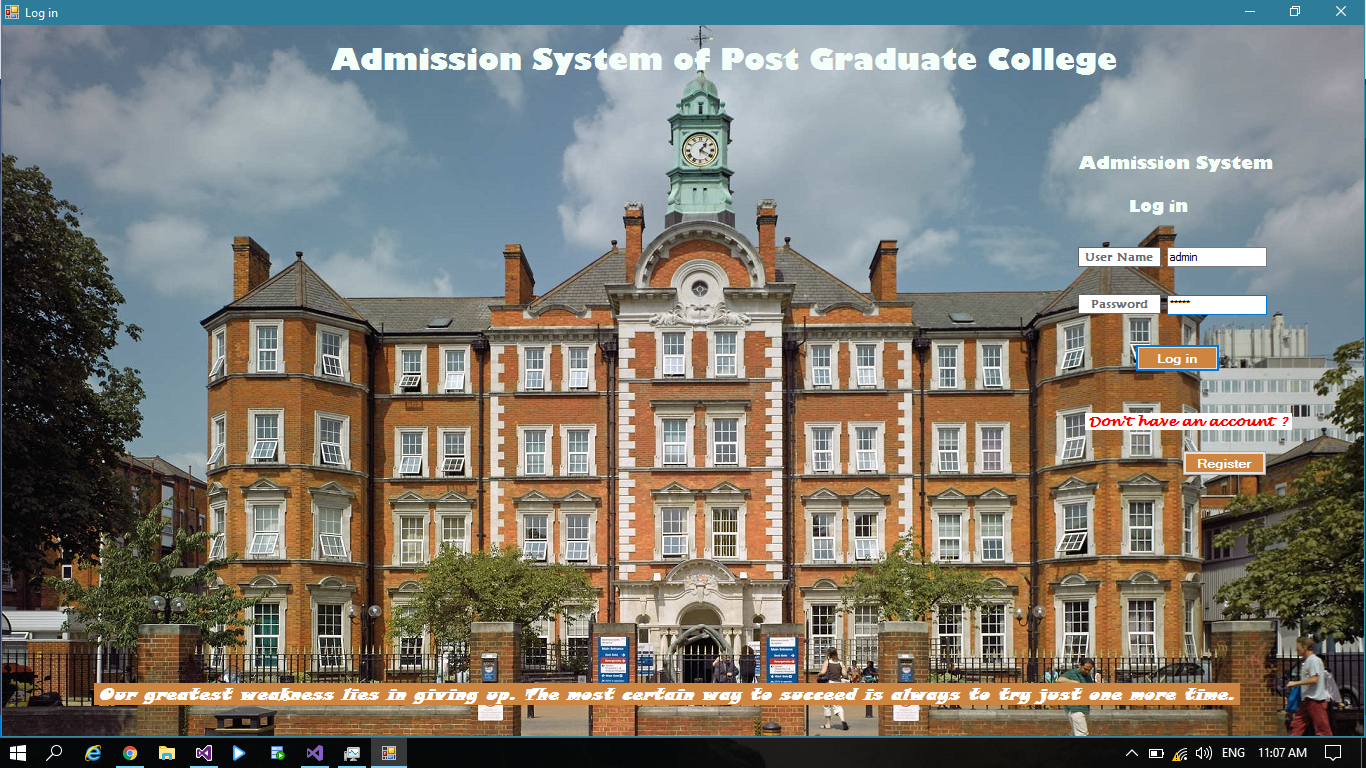 Log in
Admission System of Post Graduate College
Admission System
Log in
User Name admin
Password *****
Log in
Don't have an account ?
Register
Main Entrance
Our greatest weakness lies in giving up. The most certain way to succeed is always to try just one more time.
ENG 11:07 AM